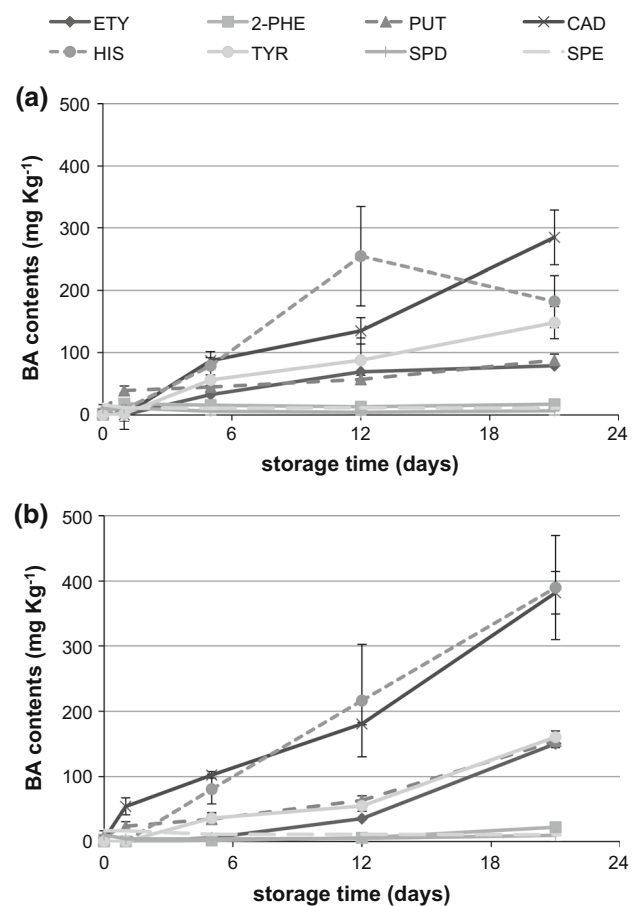 ETY 2-PHE PUT CAD
HIS TYR SPD SPE
(a)
500
400
300
200
100
0
BA contents (mg Kg-1)
0 6 12 18 24
storage time (days)
(b)
500
400
300
200
100
0
BA contents (mg Kg-1)
0 6 12 18 24
storage time (days)